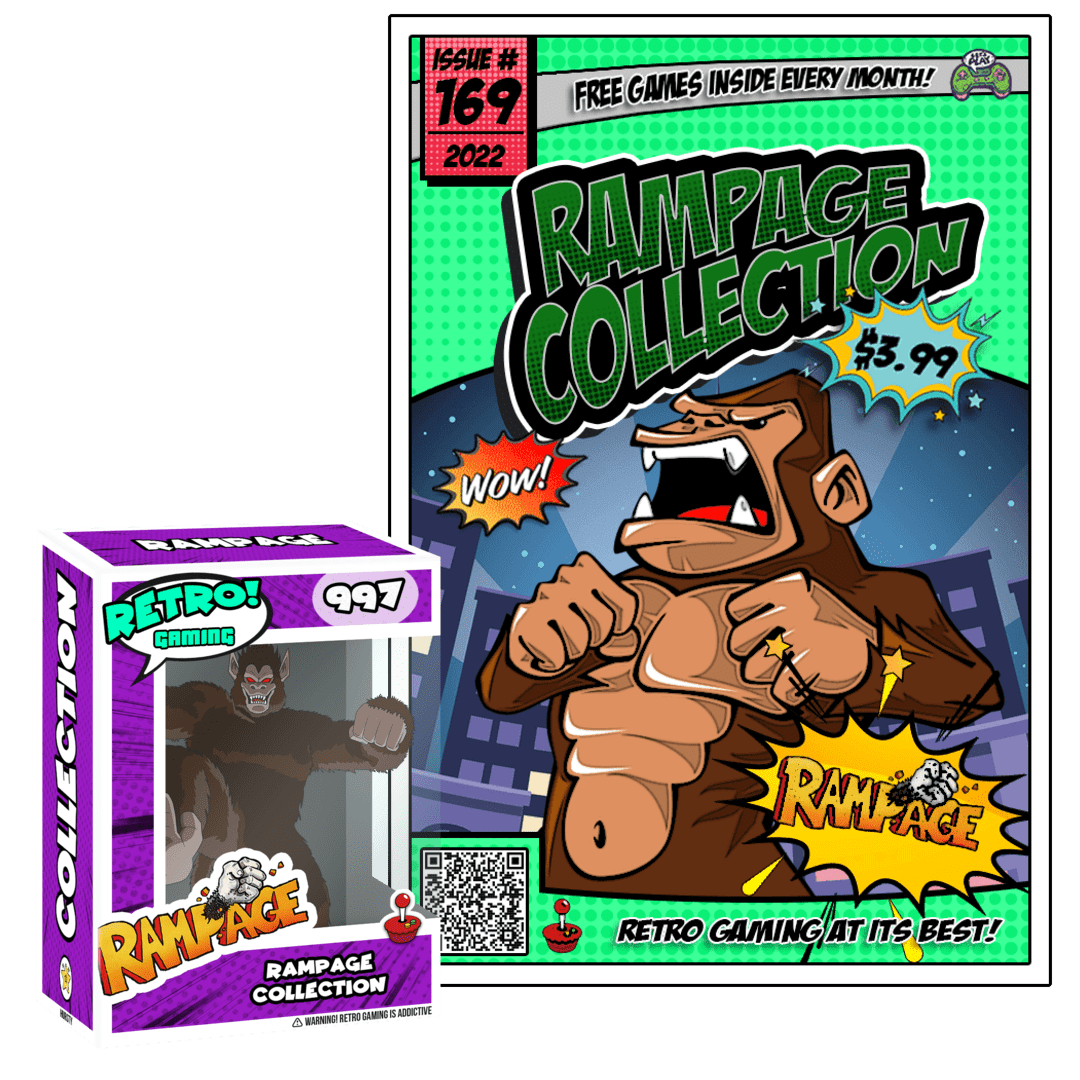 ISSUE #
169
2022
FREE GAMES INSIDE EVERY MONTH!
RAMPAGE
COLLECTION
$3.99
WOW!
RAMPAGE
RETRO GAMING AT ITS BEST!
RAMPAGE
COLLECTION
RETRO!
GAMING
997
RAMPAGE
RAMPAGE
COLLECTION
WARNING! RETRO GAMING IS ADDICTIVE